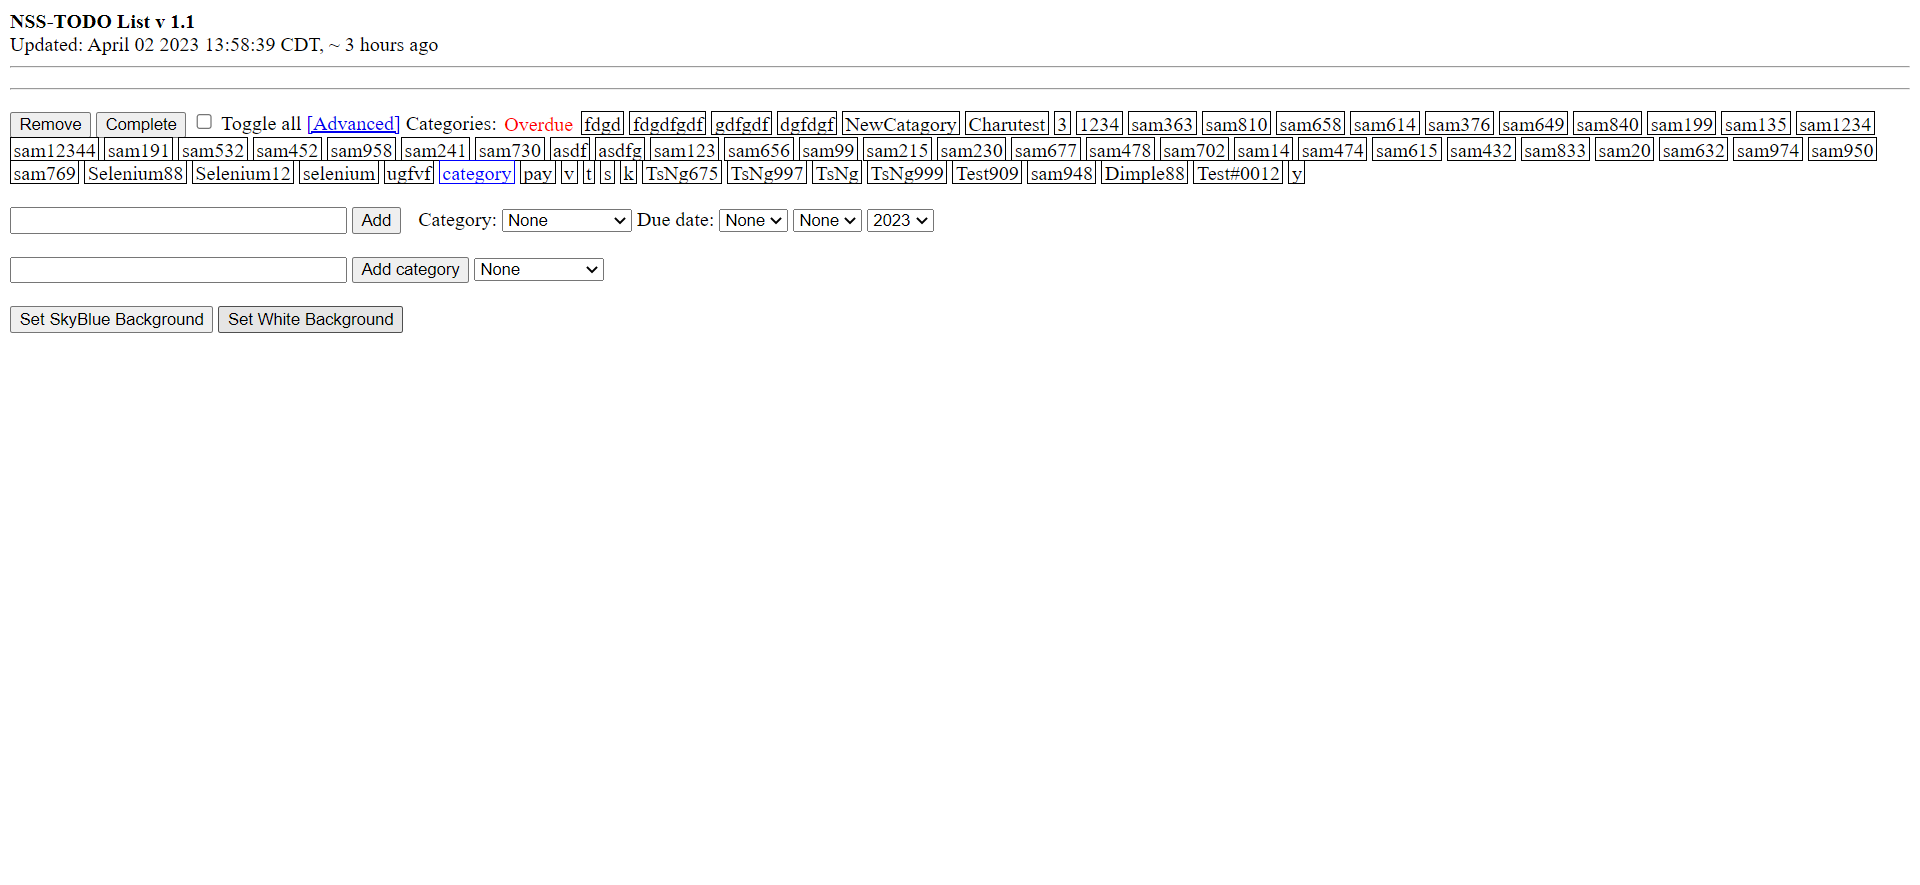 NSS-TODO List v 1.1
Updated: April 02 2023 13:58:39 CDT, ~ 3 hours ago
Remove Complete Toggle all [Advanced] Categories: Overdue fdgd fdgdfgdf gdfgdf dgfdgf NewCatagory Charutest 3 1234 sam363 sam810 sam658 sam614 sam376 sam649 sam840 sam199 sam135 sam1234
sam12344 sam191 sam532 sam452 sam958 sam241 sam730 asdf asdfg sam123 sam656 sam99 sam215 sam230 sam677 sam478 sam702 sam14 sam474 sam615 sam432 sam833 sam20 sam632 sam974 sam950
sam769 Selenium88 Selenium12 selenium ugfvf category pay v t s k TsNg675 TsNg997 TsNg TsNg999 Test909 sam948 Dimple88 Test#0012 y
Add Category: None Due date: None None 2023
Add category None
Set SkyBlue Background Set White Background